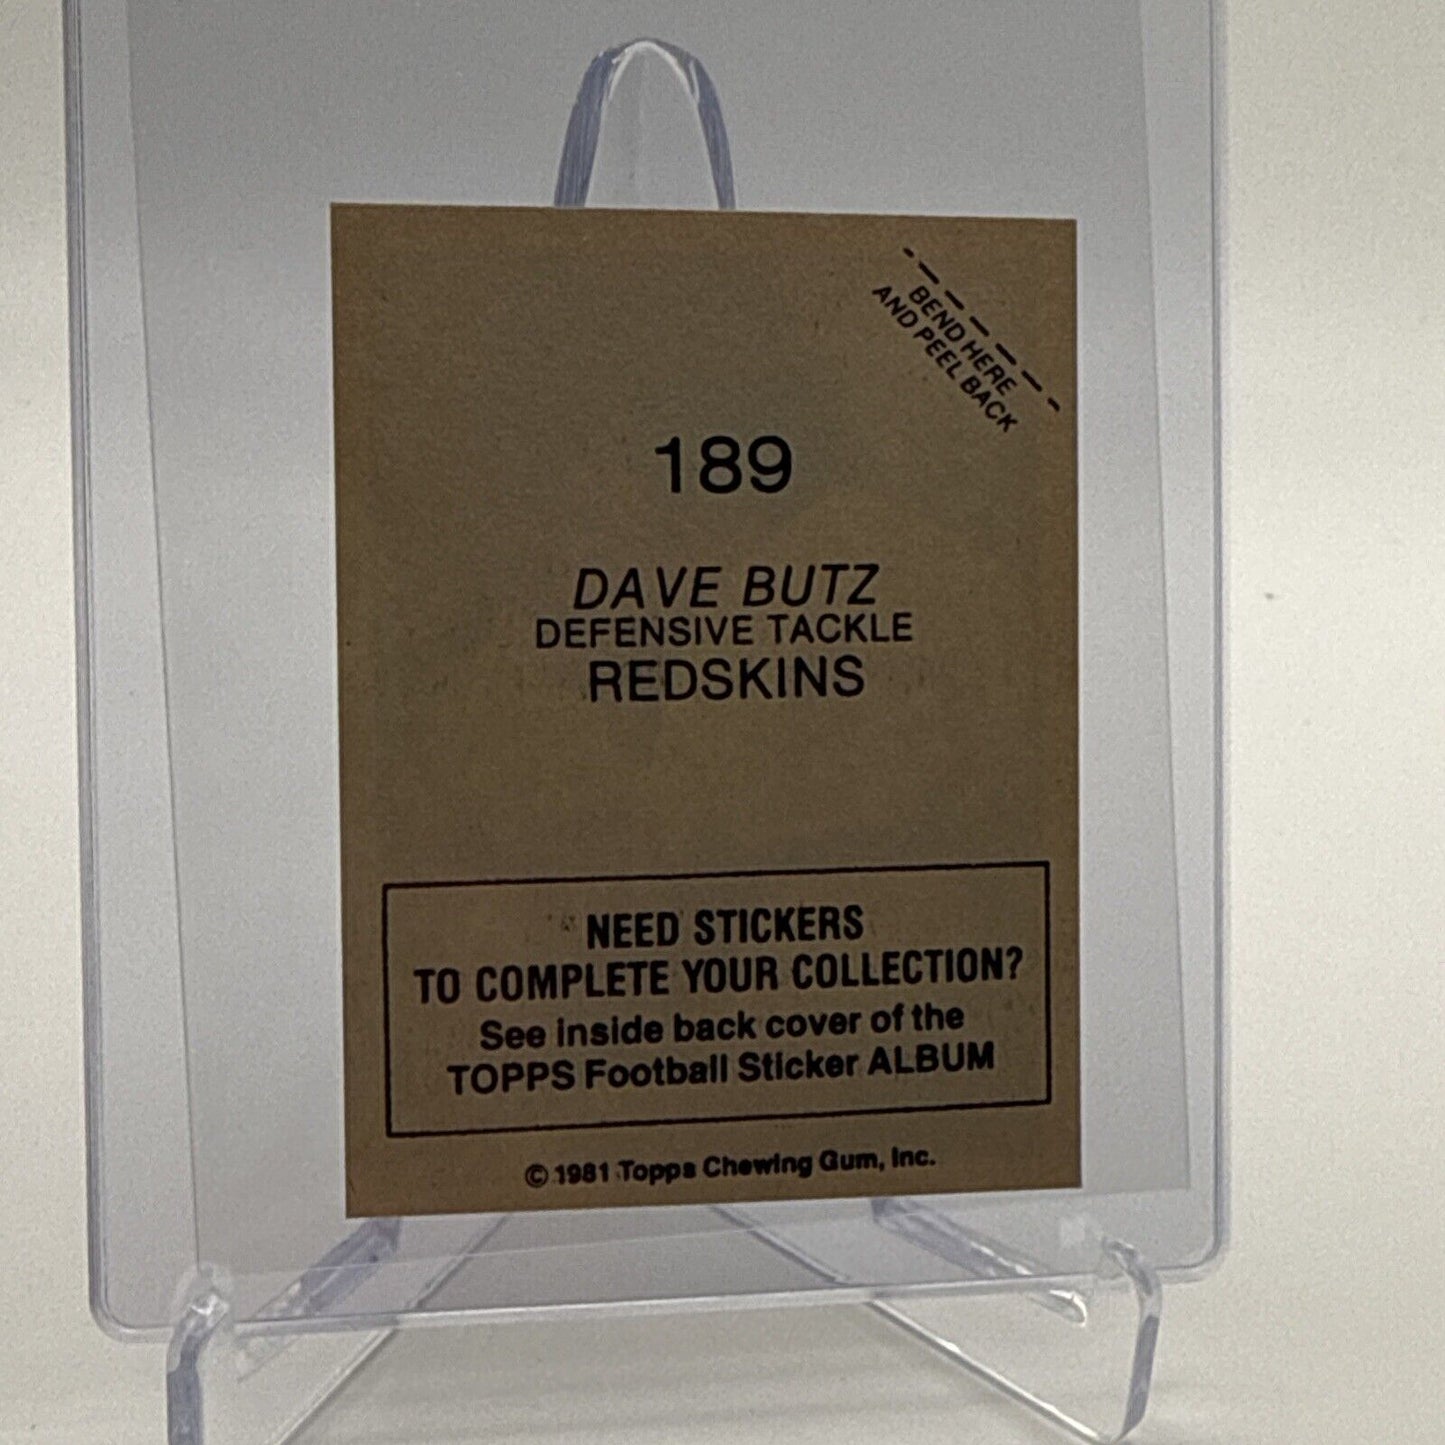 BEND HERE
AND PEEL BACK
189
DAVE BUTZ
DEFENSIVE TACKLE
REDSKINS
NEED STICKERS
TO COMPLETE YOUR COLLECTION?
See inside back cover of the
TOPPS Football Sticker ALBUM
© 1981 Topps Chewing Gum, Inc.